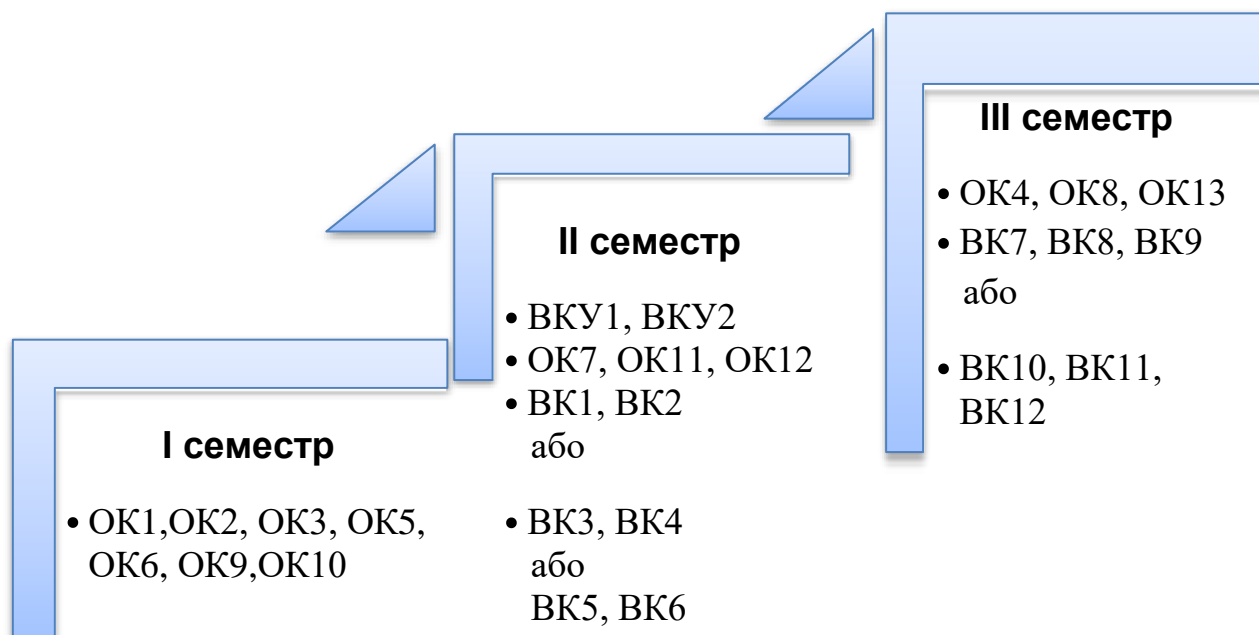 I семестр
• ОК1,ОК2, ОК3, ОК5,
ОК6, ОК9,ОК10
II семестр
• ВКУ1, ВКУ2
• ОК7, ОК11, ОК12
• ВК1, ВК2
або
• ВК3, ВК4
або
ВК5, ВК6
III семестр
• ОК4, ОК8, ОК13
• ВК7, ВК8, ВК9
або
• ВК10, ВК11,
ВК12